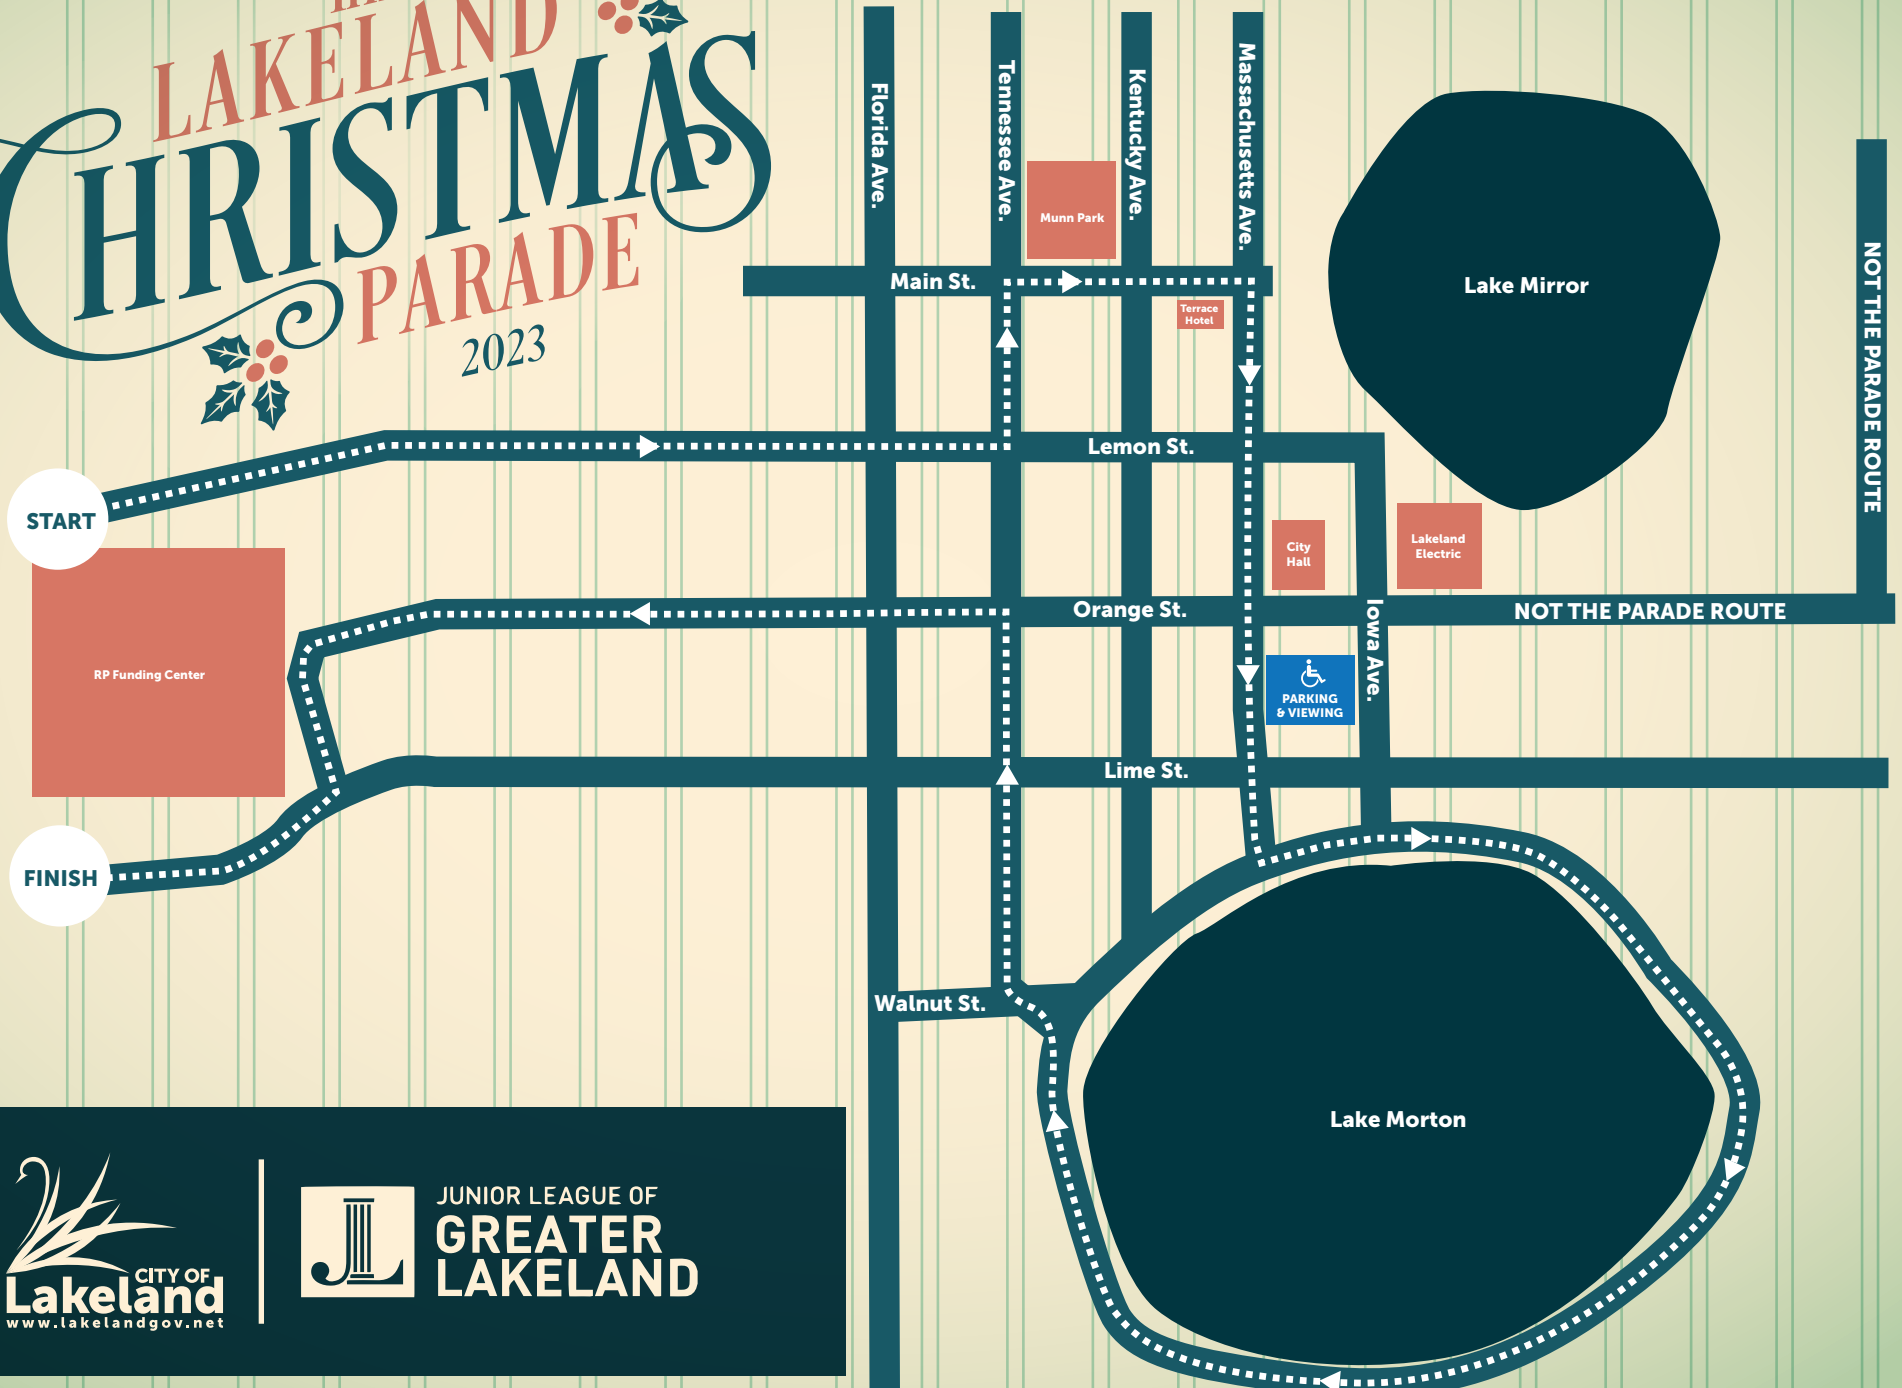 LAKELAND
CHRISTMAS
PARADE
2023
Florida Ave.
Tennessee Ave.
Kentucky Ave.
Massachusetts Ave.
Munn Park
Main St.
Terrace
Hotel
Lake Mirror
NOT THE PARADE ROUTE
Lemon St.
START
City
Hall
Lakeland
Electric
Orange St.
NOT THE PARADE ROUTE
Iowa Ave.
RP Funding Center
PARKING
& VIEWING
Lime St.
FINISH
Walnut St.
Lake Morton
CITY OF
Lakeland
www.lakelandgov.net
JL
JUNIOR LEAGUE OF
GREATER
LAKELAND